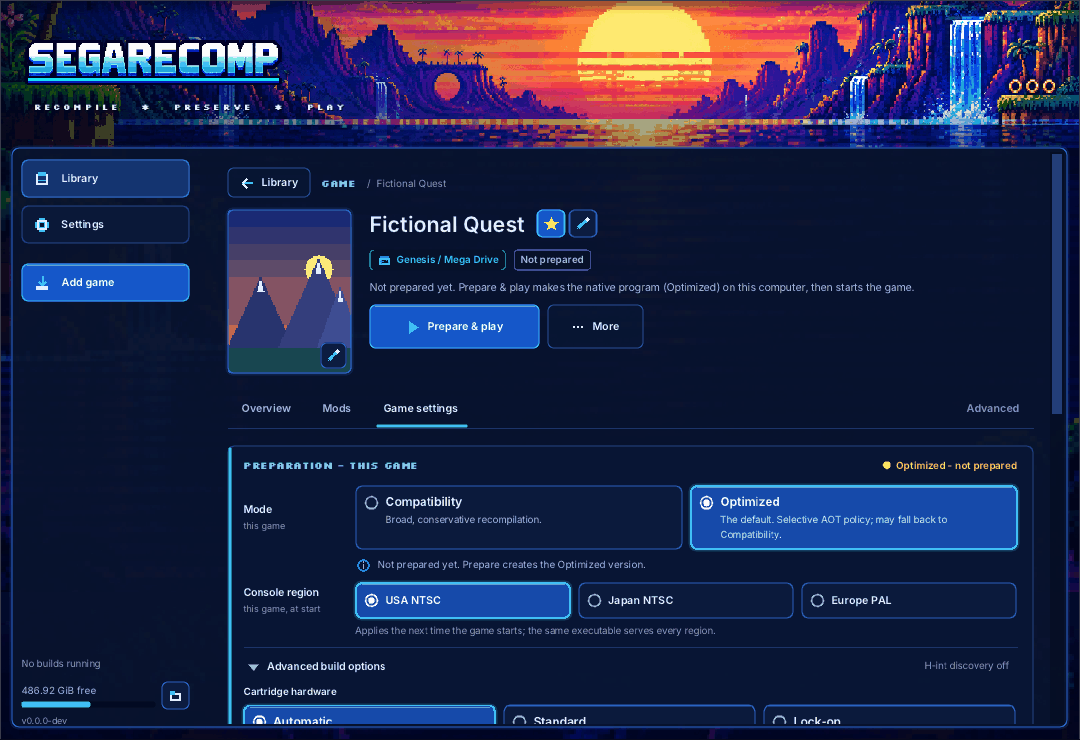 SEGARECOMP
RECOMPILE * PRESERVE * PLAY
Library
Settings
Add game
No builds running
486.92 GiB free
v0.0.0-dev
Library
GAME / Fictional Quest
Fictional Quest
Genesis / Mega Drive
Not prepared
Not prepared yet. Prepare & play makes the native program (Optimized) on this computer, then starts the game.
Prepare & play
... More
Overview
Mods
Game settings
Advanced
PREPARATION - THIS GAME
Optimized - not prepared
Mode
this game
Compatibility
Broad, conservative recompilation.
Optimized
The default. Selective AOT policy; may fall back to
Compatibility.
Not prepared yet. Prepare creates the Optimized version.
Console region
this game, at start
USA NTSC
Japan NTSC
Europe PAL
Applies the next time the game starts; the same executable serves every region.
Advanced build options
H-int discovery off
Cartridge hardware
Automatic
Standard
Lock-on